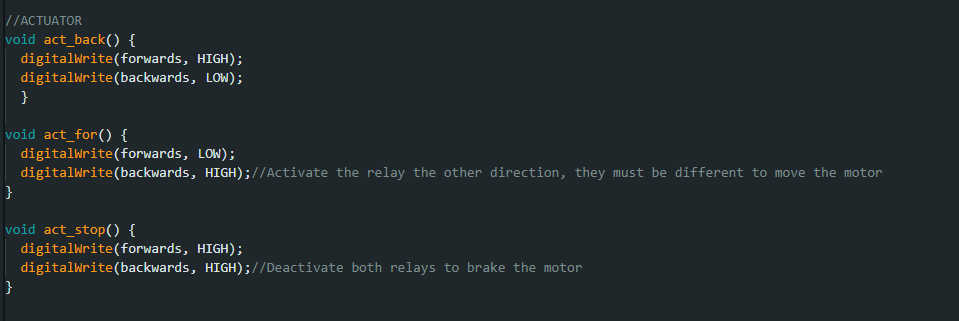 //ACTUATOR
void act_back() {
  digitalWrite(forwards, HIGH);
  digitalWrite(backwards, LOW);
  }

void act_for() {
  digitalWrite(forwards, LOW);
  digitalWrite(backwards, HIGH);//Activate the relay the other direction, they must be different to move the motor
}

void act_stop() {
  digitalWrite(forwards, HIGH);
  digitalWrite(backwards, HIGH);//Deactivate both relays to brake the motor
}